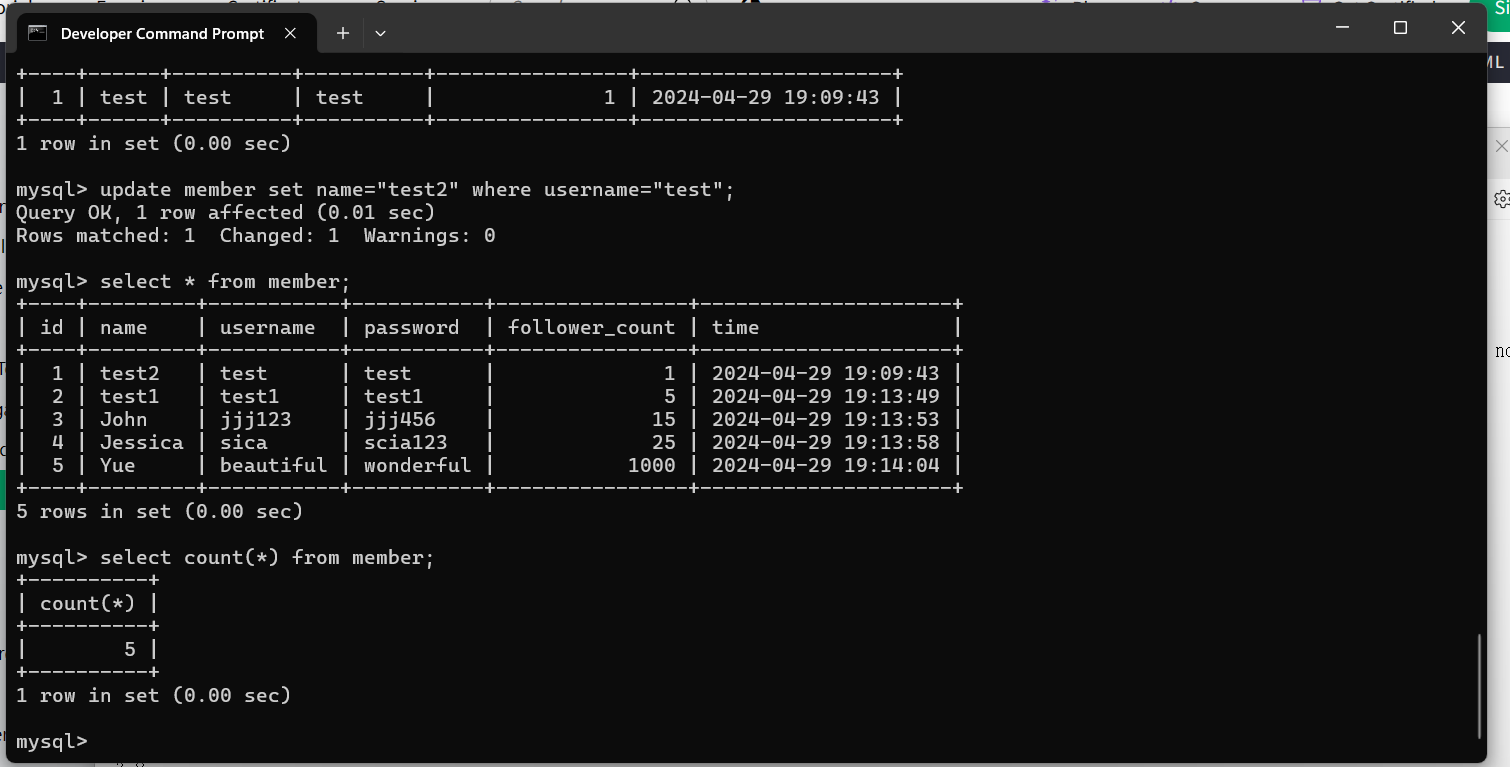 Developer Command Prompt
+----+------+----------+----------+----------------+---------------------+
|  1 | test | test     | test     |              1 | 2024-04-29 19:09:43 |
+----+------+----------+----------+----------------+---------------------+
1 row in set (0.00 sec)
mysql> update member set name="test2" where username="test";
Query OK, 1 row affected (0.01 sec)
Rows matched: 1  Changed: 1  Warnings: 0
mysql> select * from member;
+----+---------+-----------+-----------+----------------+---------------------+
| id | name    | username  | password  | follower_count | time                |
+----+---------+-----------+-----------+----------------+---------------------+
|  1 | test2   | test      | test      |              1 | 2024-04-29 19:09:43 |
|  2 | test1   | test1     | test1     |              5 | 2024-04-29 19:13:49 |
|  3 | John    | jjj123    | jjj456    |             15 | 2024-04-29 19:13:53 |
|  4 | Jessica | sica      | scia123   |             25 | 2024-04-29 19:13:58 |
|  5 | Yue     | beautiful | wonderful |           1000 | 2024-04-29 19:14:04 |
+----+---------+-----------+-----------+----------------+---------------------+
5 rows in set (0.00 sec)
mysql> select count(*) from member;
+----------+
| count(*) |
+----------+
|        5 |
+----------+
1 row in set (0.00 sec)
mysql>